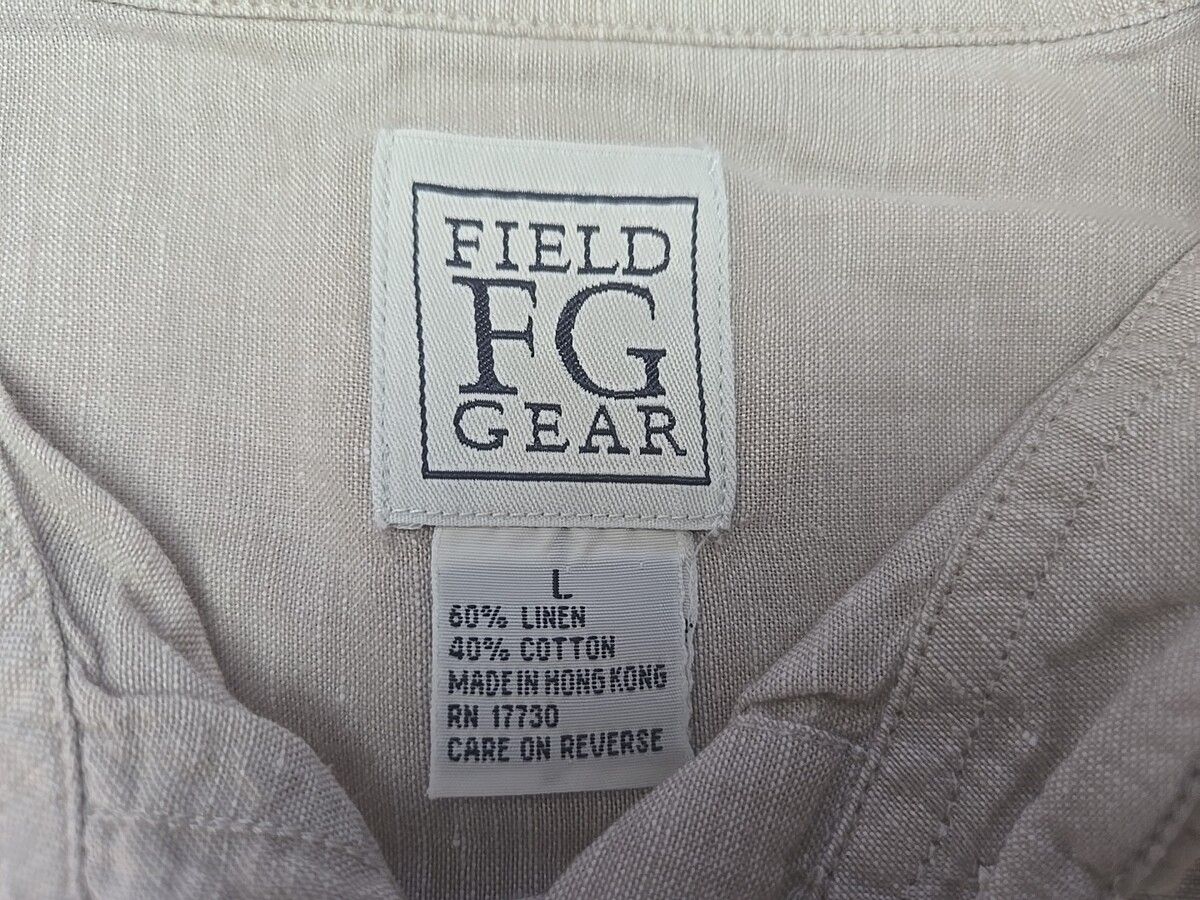 FIELD
FG
GEAR
L
60% LINEN
40% COTTON
MADE IN HONG KONG
RN 17730
CARE ON REVERSE